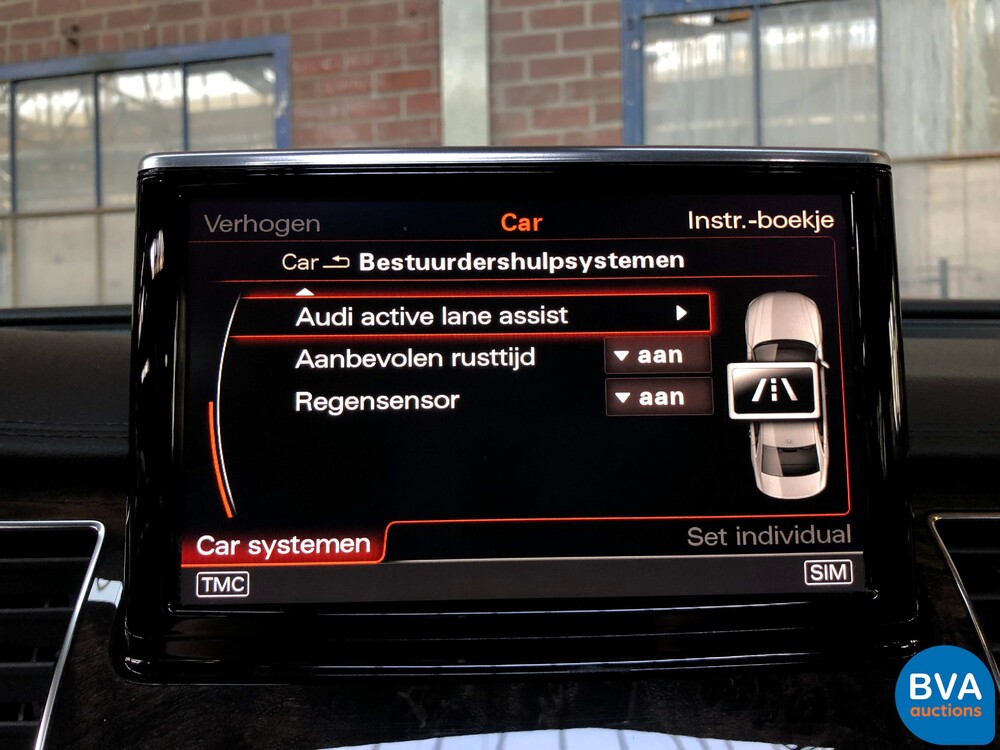 Verhogen Car Instr.-boekje
Car Bestuurdershulpsystemen
Audi active lane assist
Aanbevolen rusttijd aan
Regensensor aan
Car systemen Set individual
TMC SIM
BVA
auctions